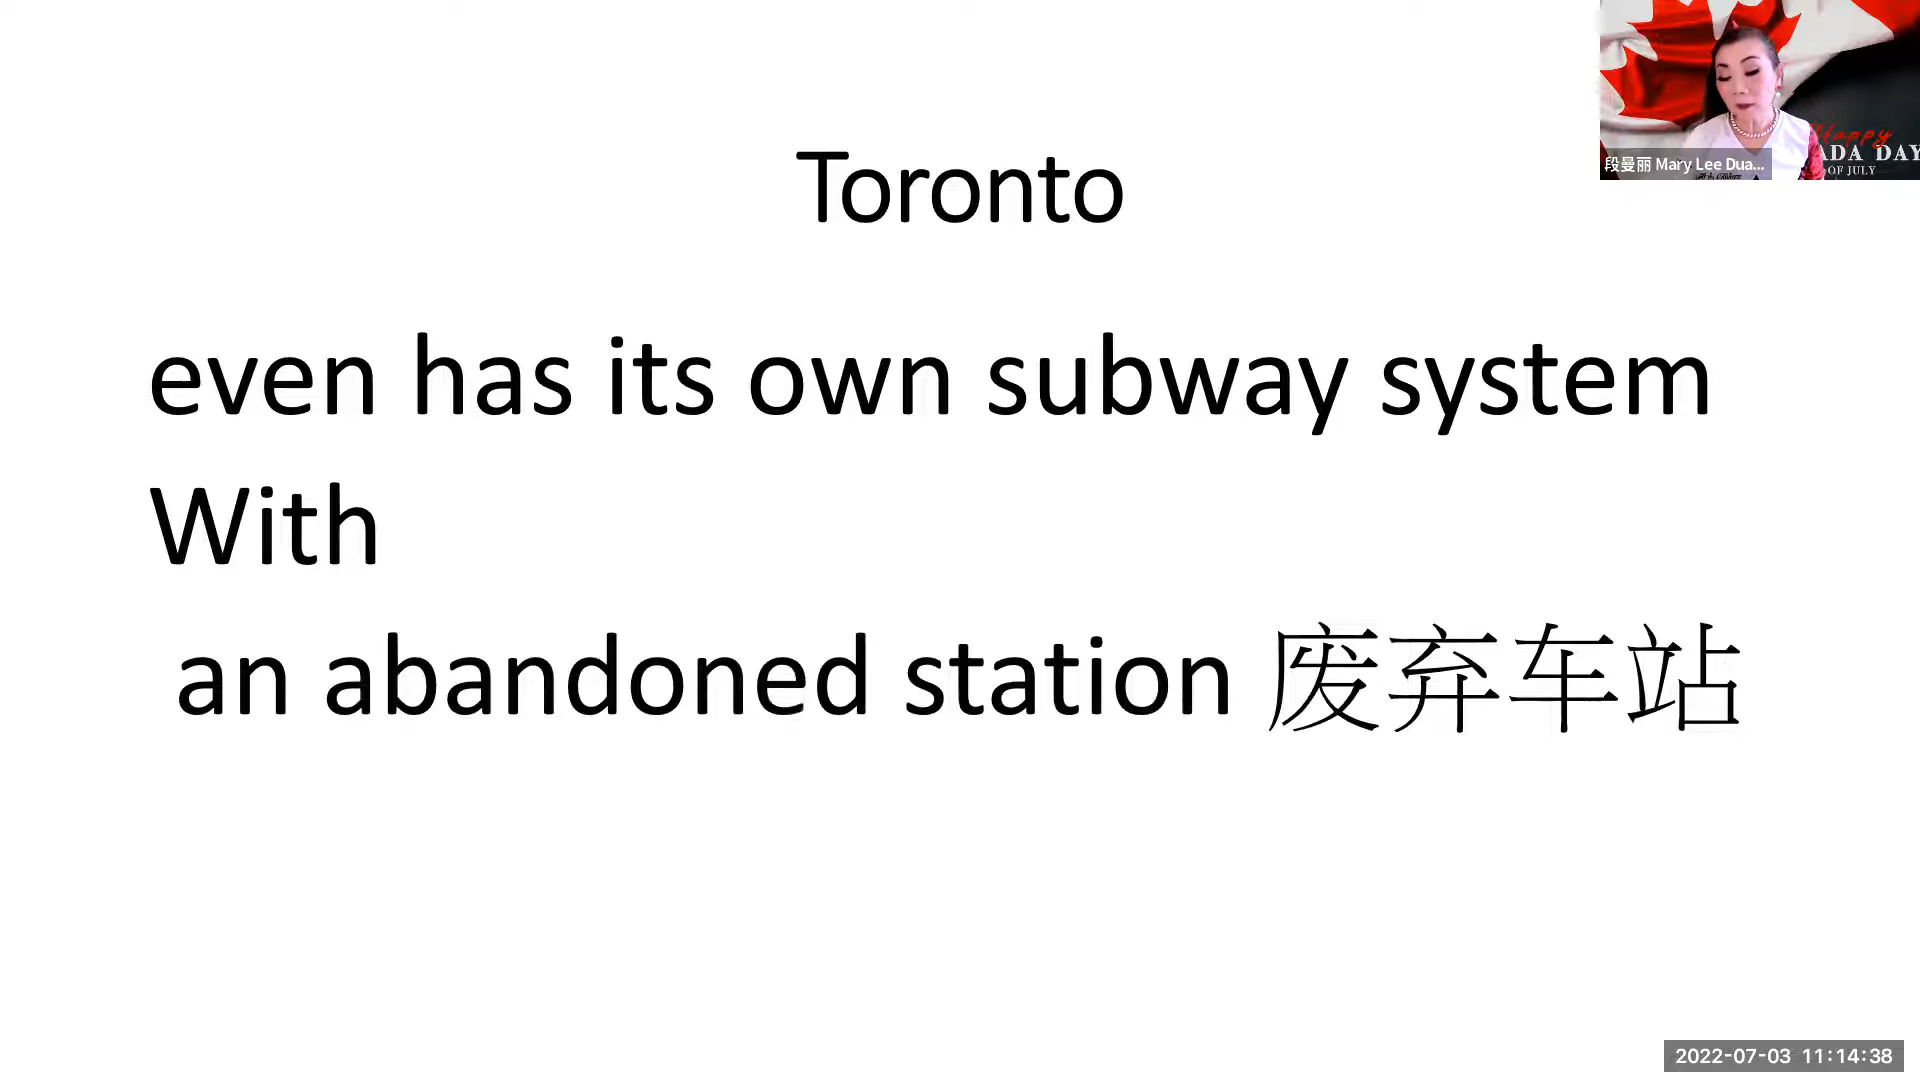 Toronto
even has its own subway system
With
an abandoned station 废弃车站
段曼丽 Mary Lee Dua...
Happy
ADA DAY
OF JULY
2022-07-03 11:14:38